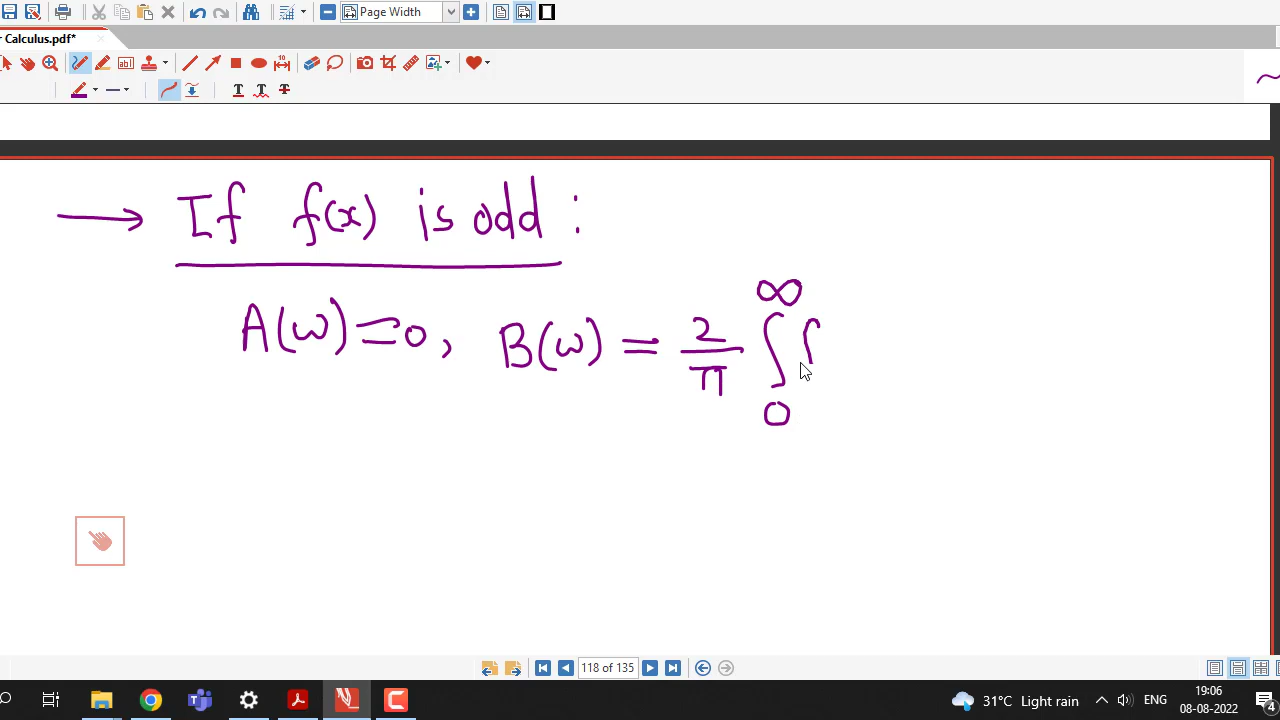 Page Width
r Calculus.pdf*
→ If f(x) is odd :
A(ω)=0, B(ω) = 2/π ∫₀^∞ f
118 of 135
31°C Light rain
ENG
19:06
08-08-2022
4